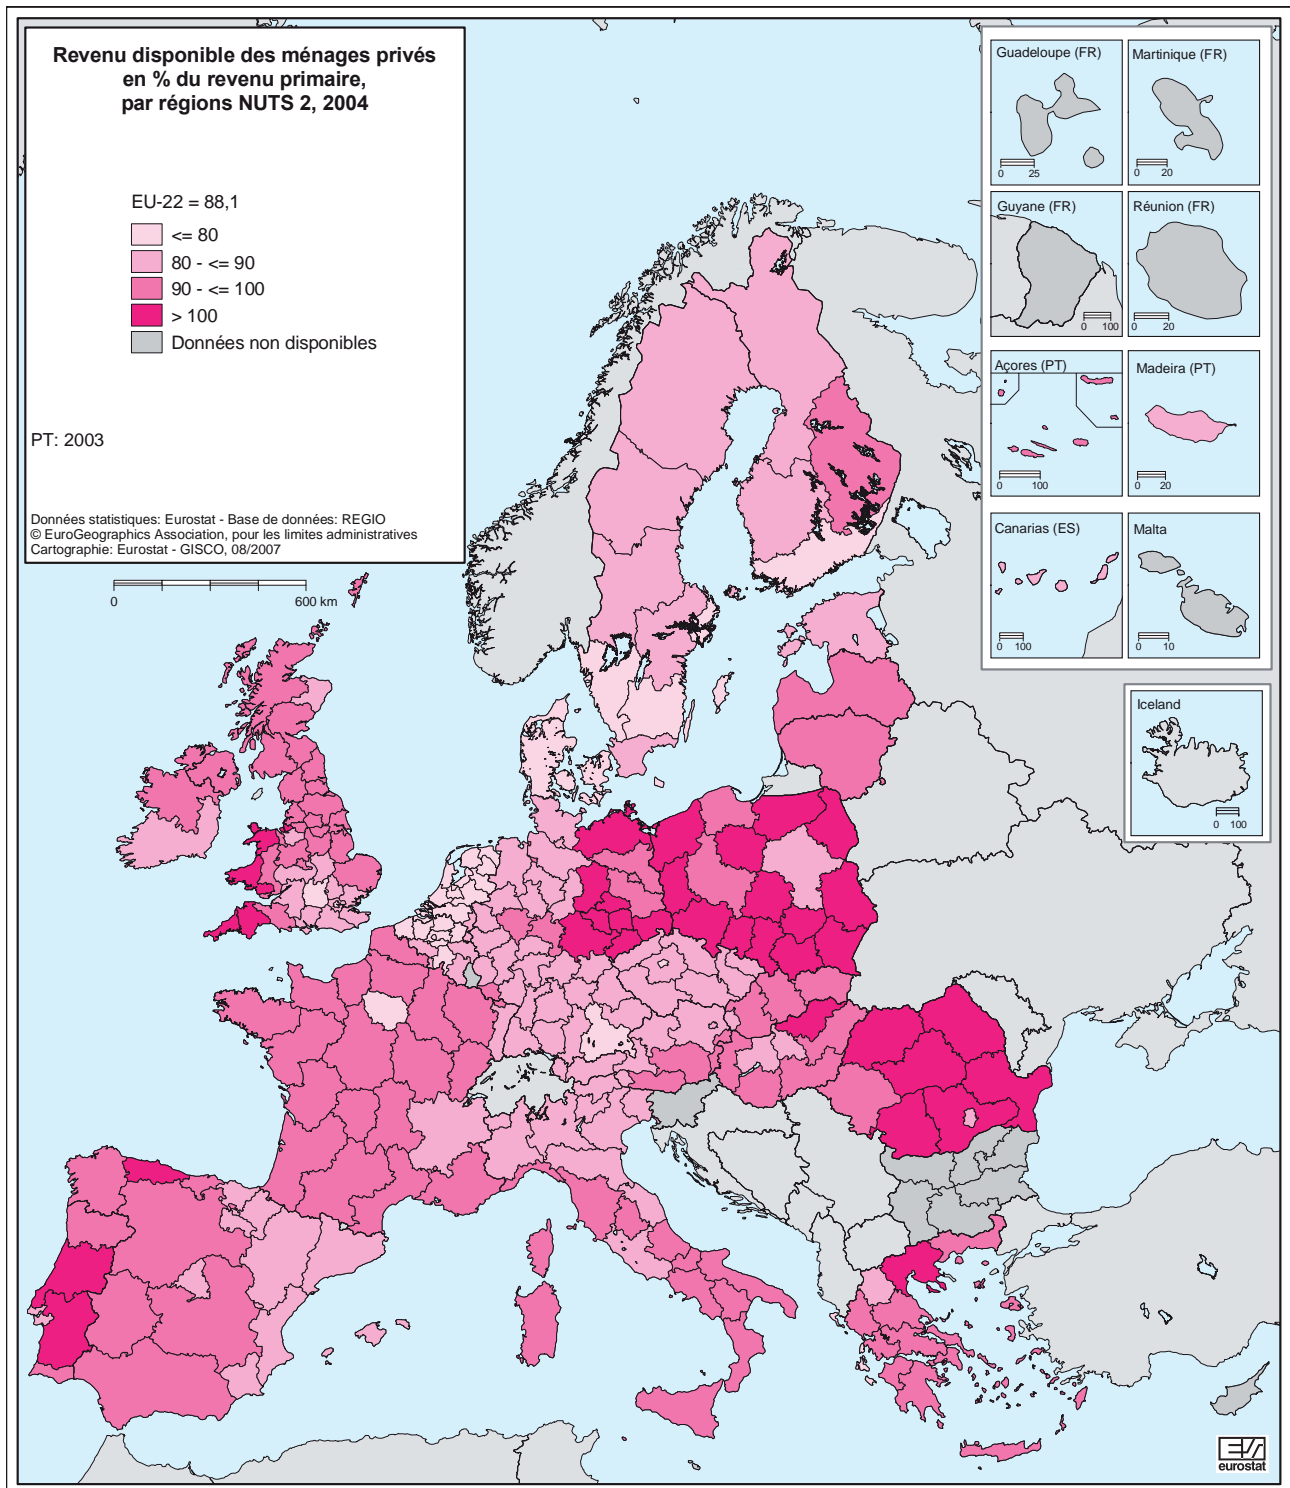 Revenu disponible des ménages privés
en % du revenu primaire,
par régions NUTS 2, 2004
EU-22 = 88,1
<= 80
80 - <= 90
90 - <= 100
> 100
Données non disponibles
PT: 2003
Données statistiques: Eurostat - Base de données: REGIO
© EuroGeographics Association, pour les limites administratives
Cartographie: Eurostat - GISCO, 08/2007
0 600 km
Guadeloupe (FR)
0 25
Martinique (FR)
0 20
Guyane (FR)
0 100
Réunion (FR)
0 20
Açores (PT)
0 100
Madeira (PT)
0 20
Canarias (ES)
0 100
Malta
0 10
Iceland
0 100
eurostat